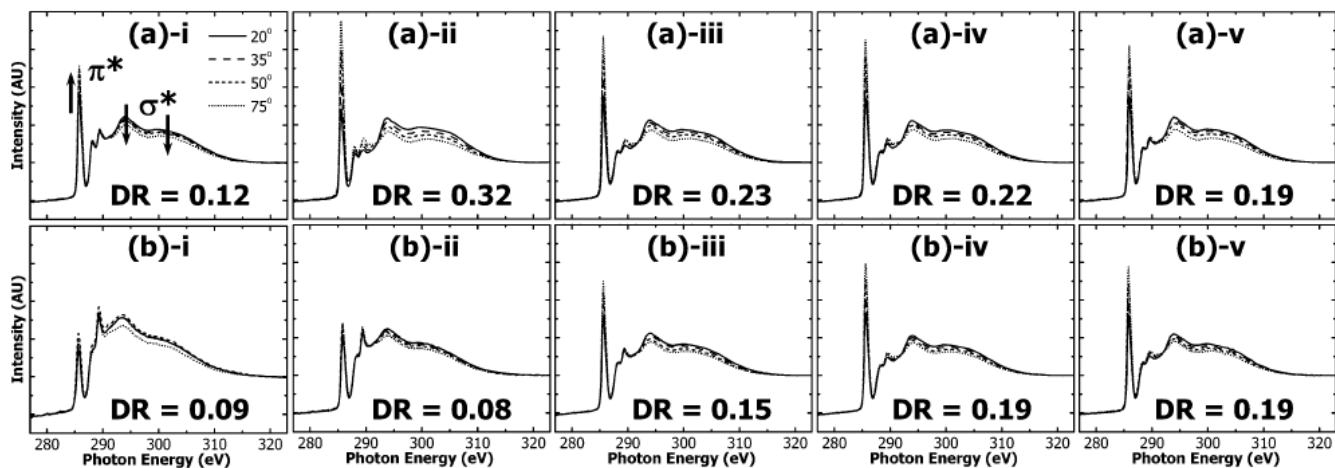 (a)-i
20°
35°
50°
75°
π*
σ*
DR = 0.12
(a)-ii
DR = 0.32
(a)-iii
DR = 0.23
(a)-iv
DR = 0.22
(a)-v
DR = 0.19
Intensity (AU)
(b)-i
DR = 0.09
(b)-ii
DR = 0.08
(b)-iii
DR = 0.15
(b)-iv
DR = 0.19
(b)-v
DR = 0.19
Intensity (AU)
280 290 300 310 320
280 290 300 310 320
280 290 300 310 320
280 290 300 310 320
280 290 300 310 320
Photon Energy (eV)
Photon Energy (eV)
Photon Energy (eV)
Photon Energy (eV)
Photon Energy (eV)